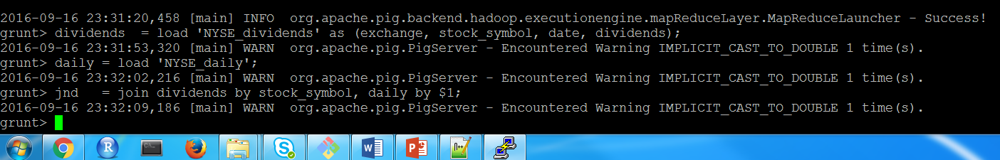 2016-09-16 23:31:20,458 [main] INFO  org.apache.pig.backend.hadoop.executionengine.mapReduceLayer.MapReduceLauncher - Success!
grunt> dividends  = load 'NYSE_dividends' as (exchange, stock_symbol, date, dividends);
2016-09-16 23:31:53,320 [main] WARN  org.apache.pig.PigServer - Encountered Warning IMPLICIT_CAST_TO_DOUBLE 1 time(s).
grunt> daily = load 'NYSE_daily';
2016-09-16 23:32:02,216 [main] WARN  org.apache.pig.PigServer - Encountered Warning IMPLICIT_CAST_TO_DOUBLE 1 time(s).
grunt> jnd   = join dividends by stock_symbol, daily by $1;
2016-09-16 23:32:09,186 [main] WARN  org.apache.pig.PigServer - Encountered Warning IMPLICIT_CAST_TO_DOUBLE 1 time(s).
grunt>